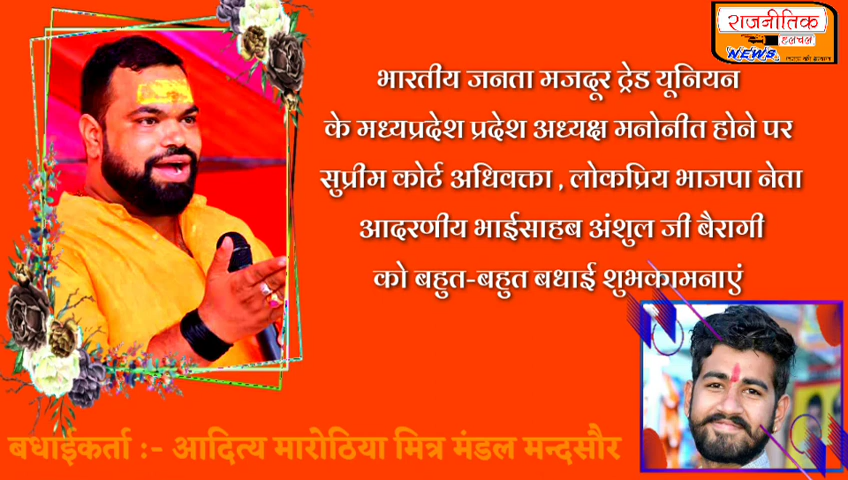 राजनीतिक
हलचल
NEWS
भारतीय जनता मजदूर ट्रेड यूनियन
के मध्यप्रदेश प्रदेश अध्यक्ष मनोनीत होने पर
सुप्रीम कोर्ट अधिवक्ता , लोकप्रिय भाजपा नेता
आदरणीय भाईसाहब अंशुल जी बैरागी
को बहुत-बहुत बधाई शुभकामनाएं
बधाईकर्ता :- आदित्य मारोठिया मित्र मंडल मन्दसौर